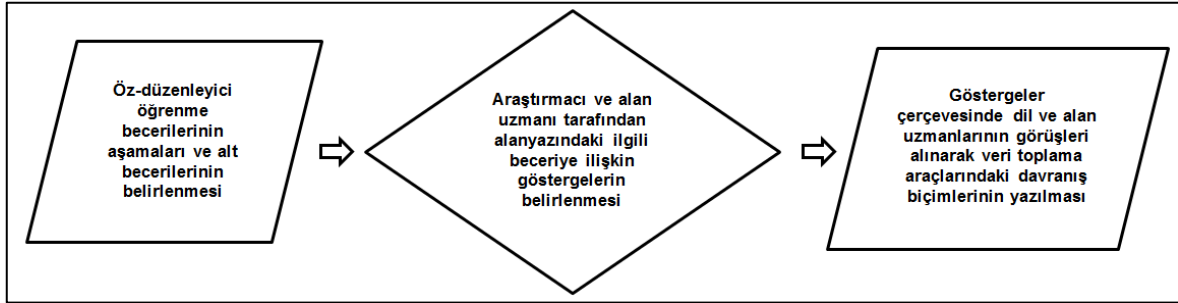 Öz-düzenleyici
öğrenme
becerilerinin
aşamaları ve alt
becerilerinin
belirlenmesi
Araştırmacı ve alan
uzmanı tarafından
alanyazındaki ilgili
beceriye ilişkin
göstergelerin
belirlenmesi
Göstergeler
çerçevesinde dil ve alan
uzmanlarının görüşleri
alınarak veri toplama
araçlarındaki davranış
biçimlerinin yazılması